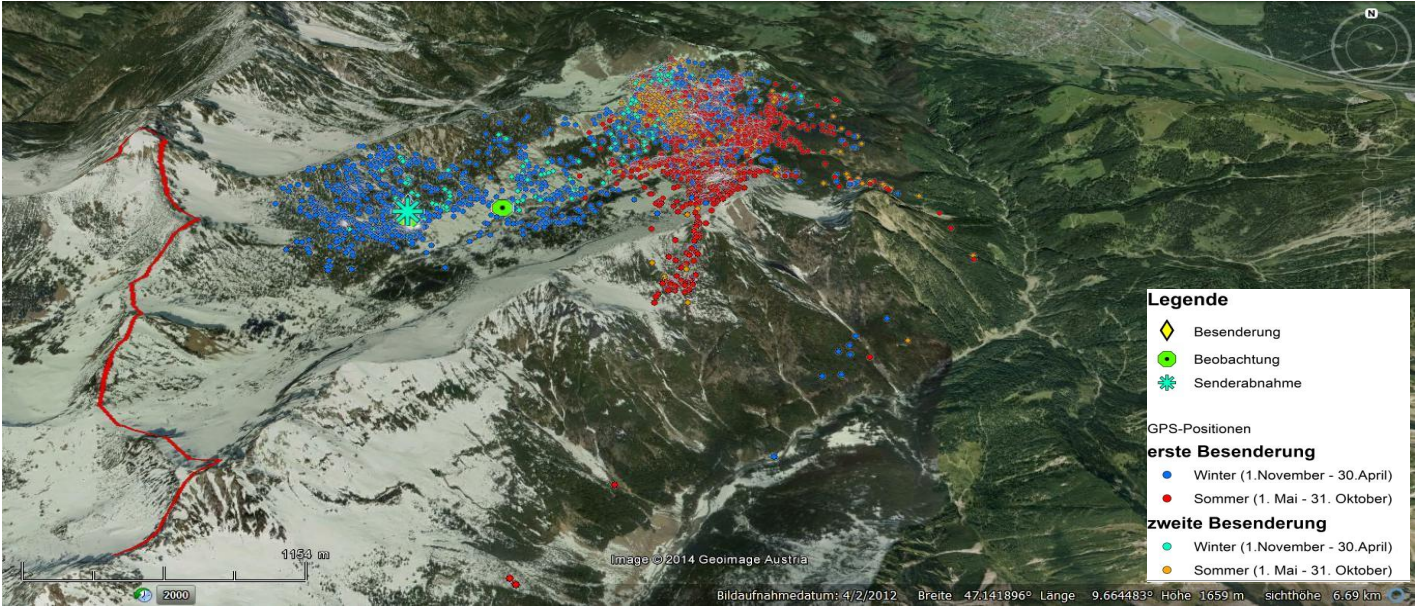 N
Legende
Besenderung
Beobachtung
Senderabnahme
GPS-Positionen
erste Besenderung
Winter (1.November - 30.April)
Sommer (1. Mai - 31. Oktober)
zweite Besenderung
Winter (1.November - 30.April)
Sommer (1. Mai - 31. Oktober)
1154 m
Image © 2014 Geoimage Austria
2000
Bildaufnahmedatum: 4/2/2012 Breite 47.141896° Länge 9.664483° Höhe 1659 m sichthöhe 6.69 km